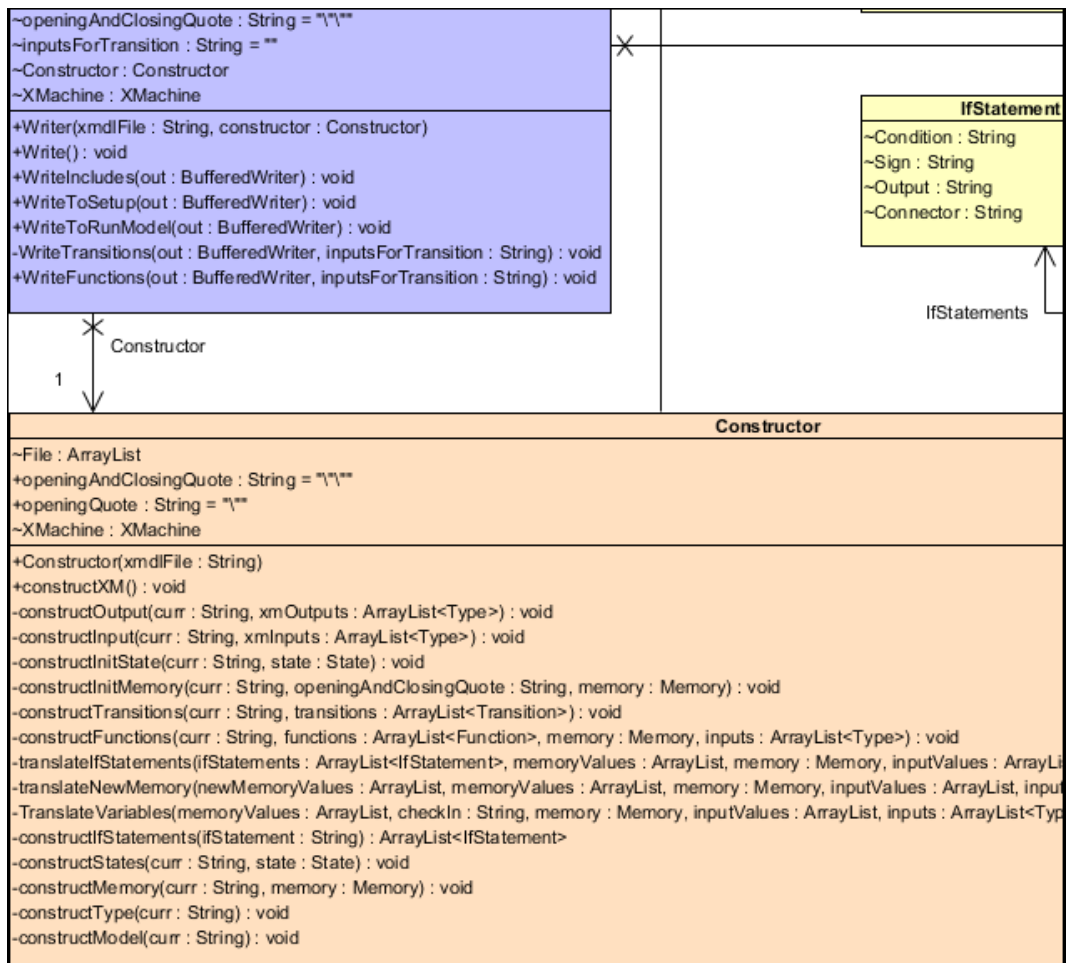 ~openingAndClosingQuote : String = "\"\""
~inputsForTransition : String = ""
~Constructor : Constructor
~XMachine : XMachine
+Writer(xmdlFile : String, constructor : Constructor)
+Write() : void
+WriteIncludes(out : BufferedWriter) : void
+WriteToSetup(out : BufferedWriter) : void
+WriteToRunModel(out : BufferedWriter) : void
-WriteTransitions(out : BufferedWriter, inputsForTransition : String) : void
+WriteFunctions(out : BufferedWriter, inputsForTransition : String) : void
IfStatement
~Condition : String
~Sign : String
~Output : String
~Connector : String
IfStatements
Constructor
1
Constructor
~File : ArrayList
+openingAndClosingQuote : String = "\"\""
+openingQuote : String = "\""
~XMachine : XMachine
+Constructor(xmdlFile : String)
+constructXM() : void
-constructOutput(curr : String, xmOutputs : ArrayList<Type>) : void
-constructInput(curr : String, xmInputs : ArrayList<Type>) : void
-constructInitState(curr : String, state : State) : void
-constructInitMemory(curr : String, openingAndClosingQuote : String, memory : Memory) : void
-constructTransitions(curr : String, transitions : ArrayList<Transition>) : void
-constructFunctions(curr : String, functions : ArrayList<Function>, memory : Memory, inputs : ArrayList<Type>) : void
-translateIfStatements(ifStatements : ArrayList<IfStatement>, memoryValues : ArrayList, memory : Memory, inputValues : ArrayLi
-translateNewMemory(newMemoryValues : ArrayList, memoryValues : ArrayList, memory : Memory, inputValues : ArrayList, input
-TranslateVariables(memoryValues : ArrayList, checkIn : String, memory : Memory, inputValues : ArrayList, inputs : ArrayList<Typ
-constructIfStatements(ifStatement : String) : ArrayList<IfStatement>
-constructStates(curr : String, state : State) : void
-constructMemory(curr : String, memory : Memory) : void
-constructType(curr : String) : void
-constructModel(curr : String) : void